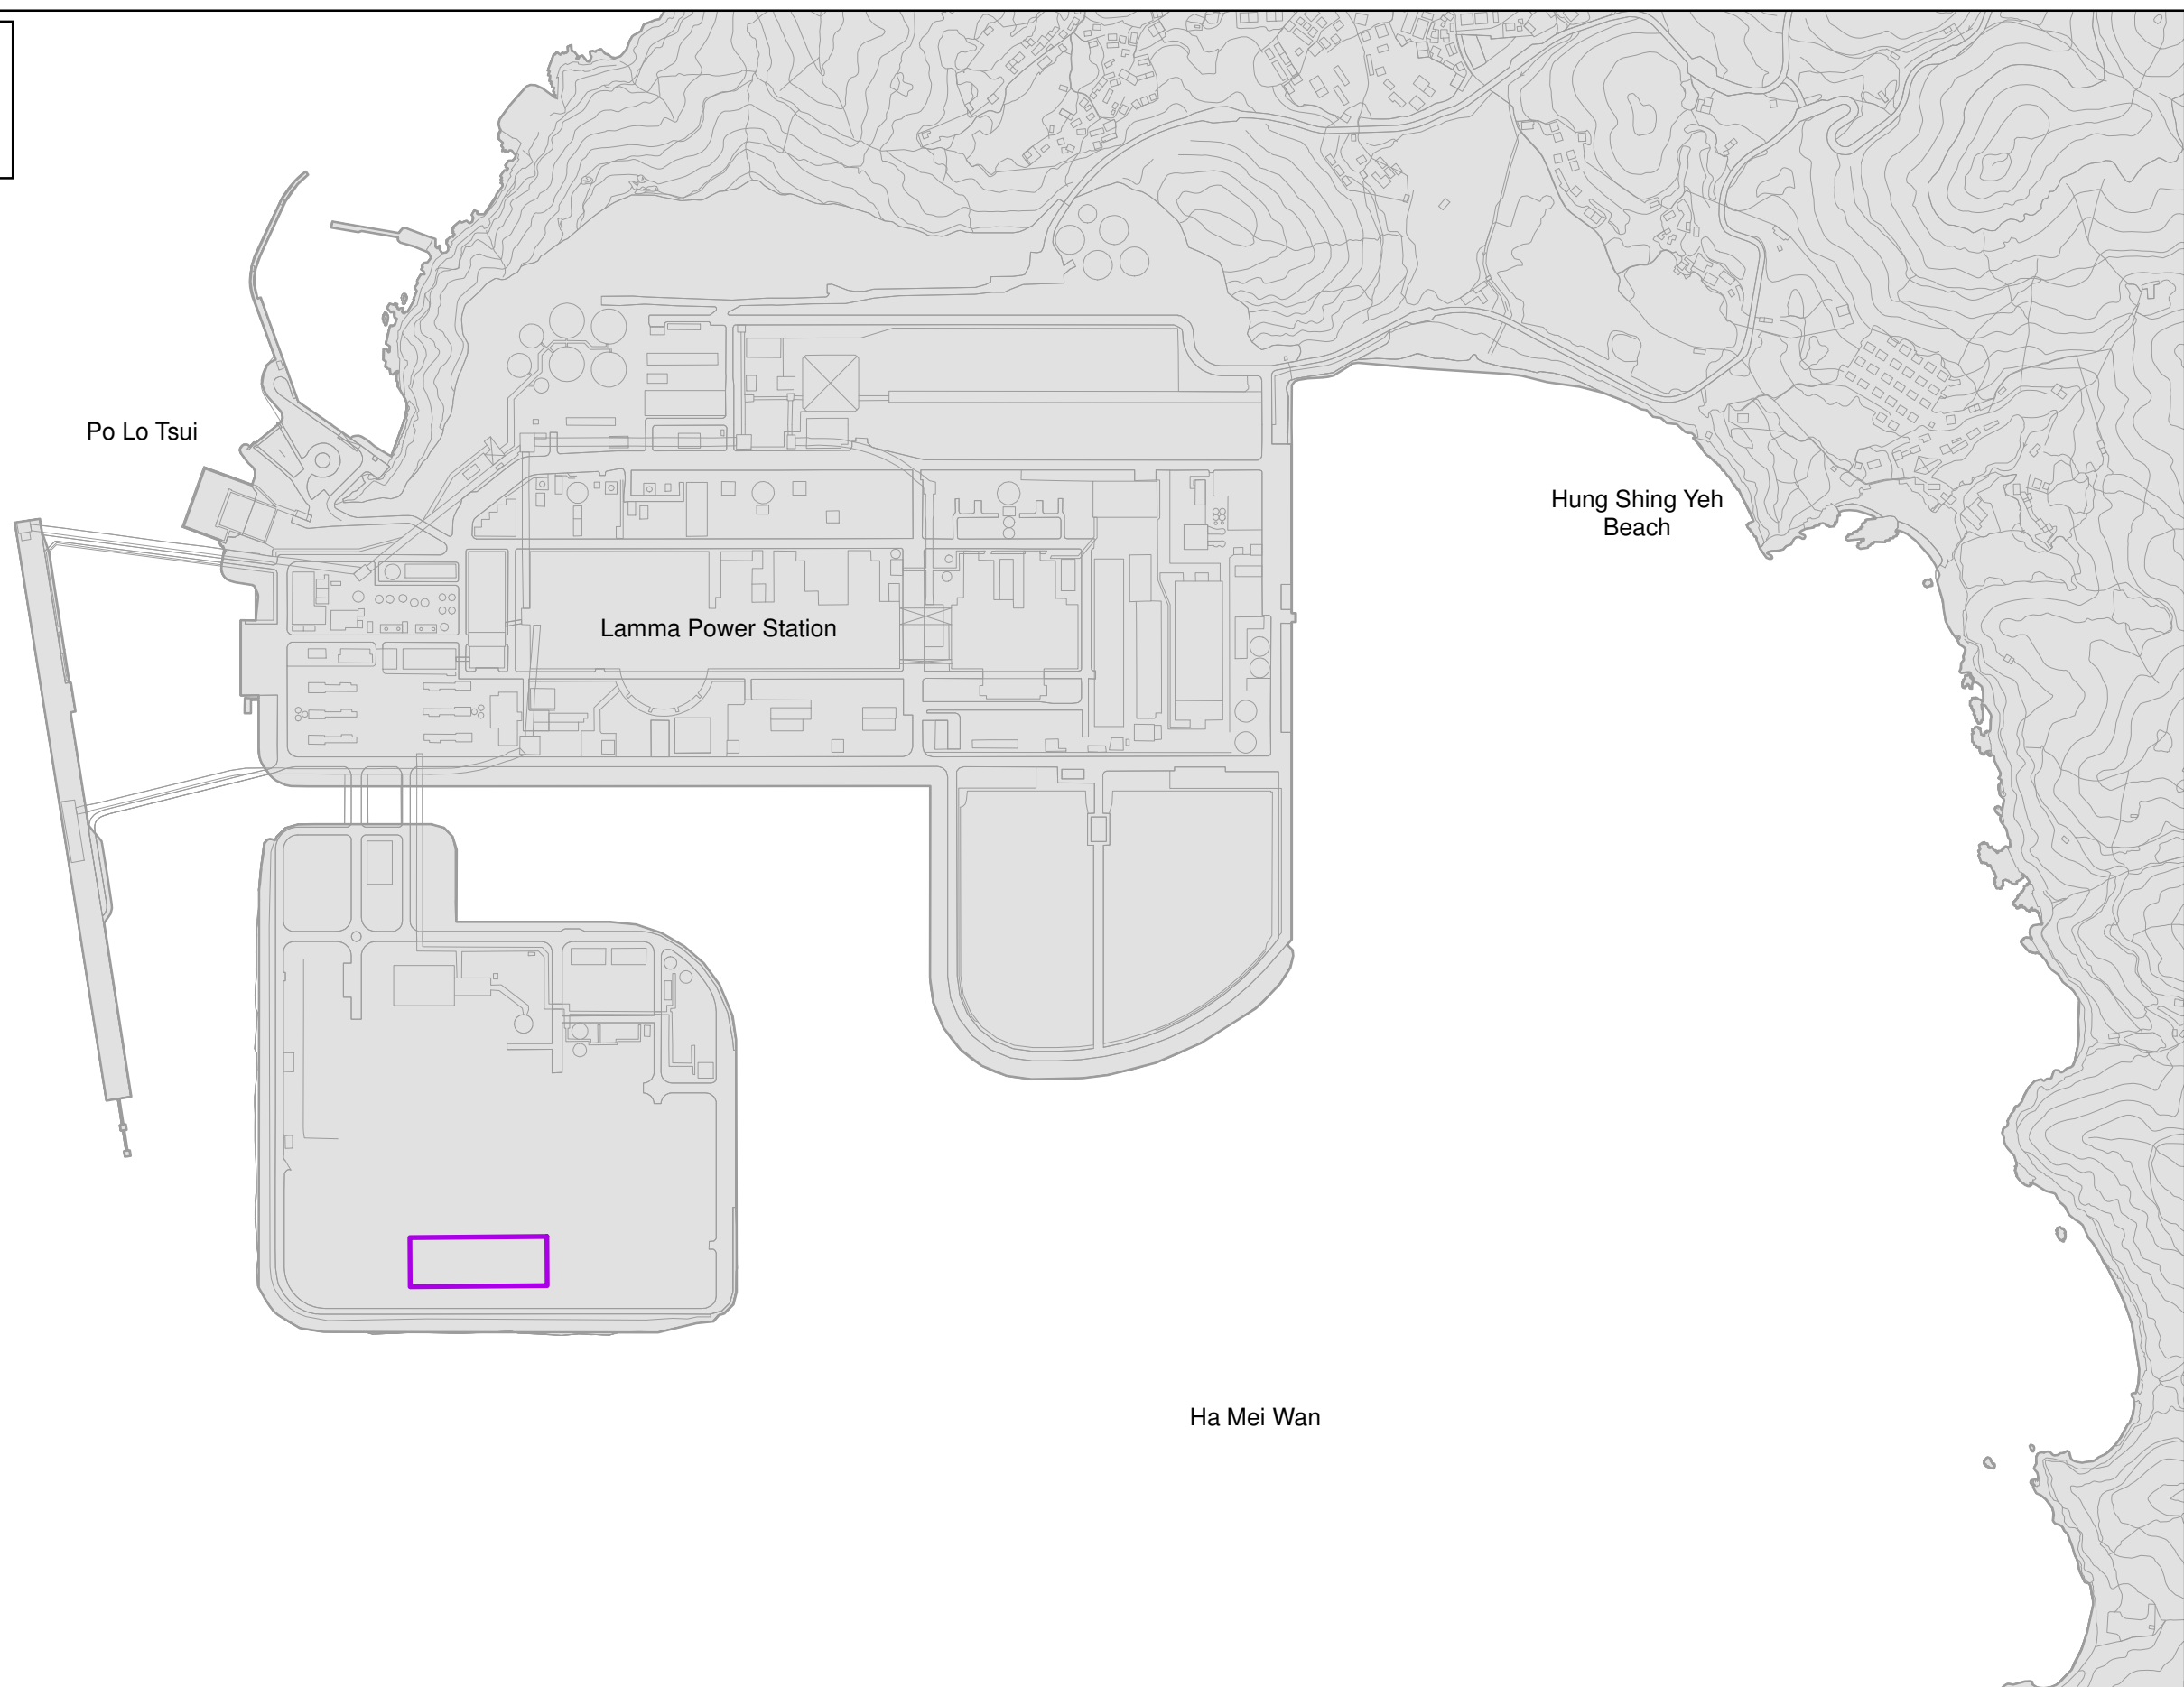 Po Lo Tsui
Hung Shing Yeh
Beach
Lamma Power Station
Ha Mei Wan